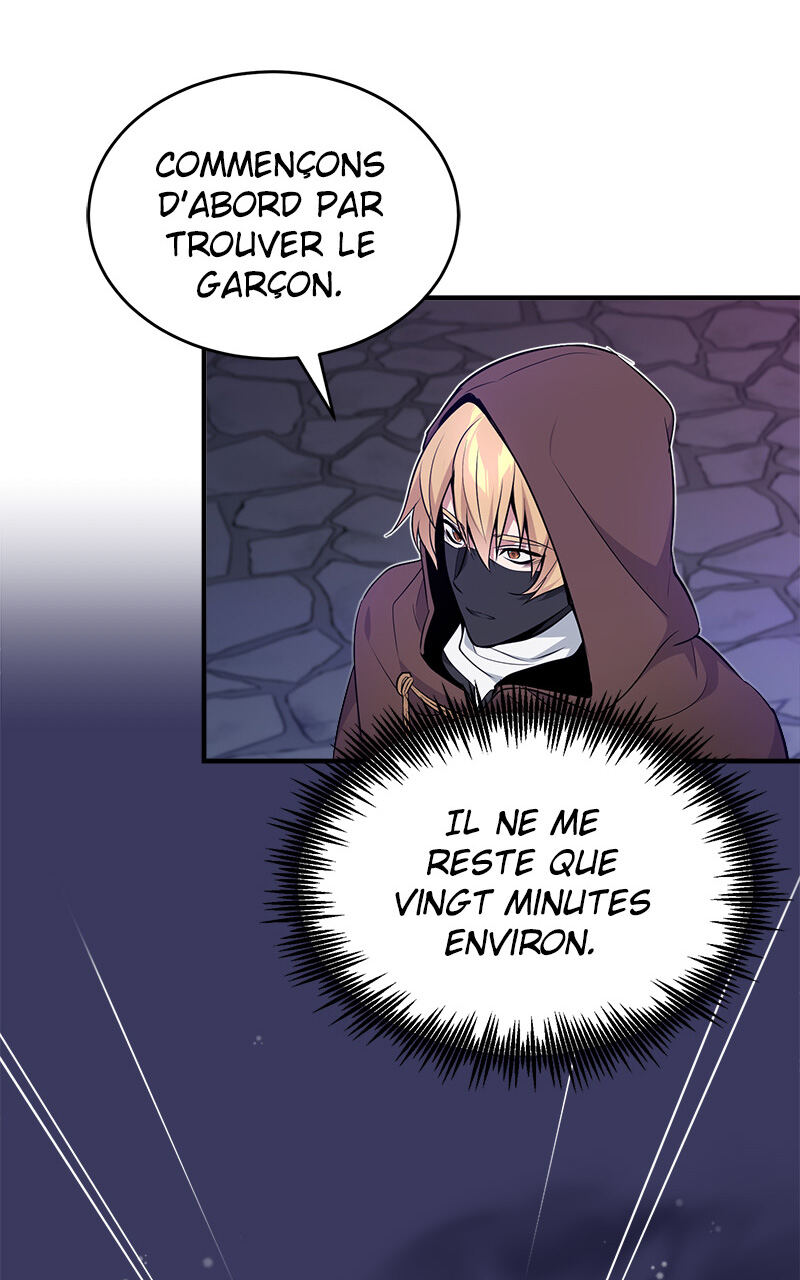 COMMENÇONS
D'ABORD PAR
TROUVER LE
GARÇON.
IL NE ME
RESTE QUE
VINGT MINUTES
ENVIRON.